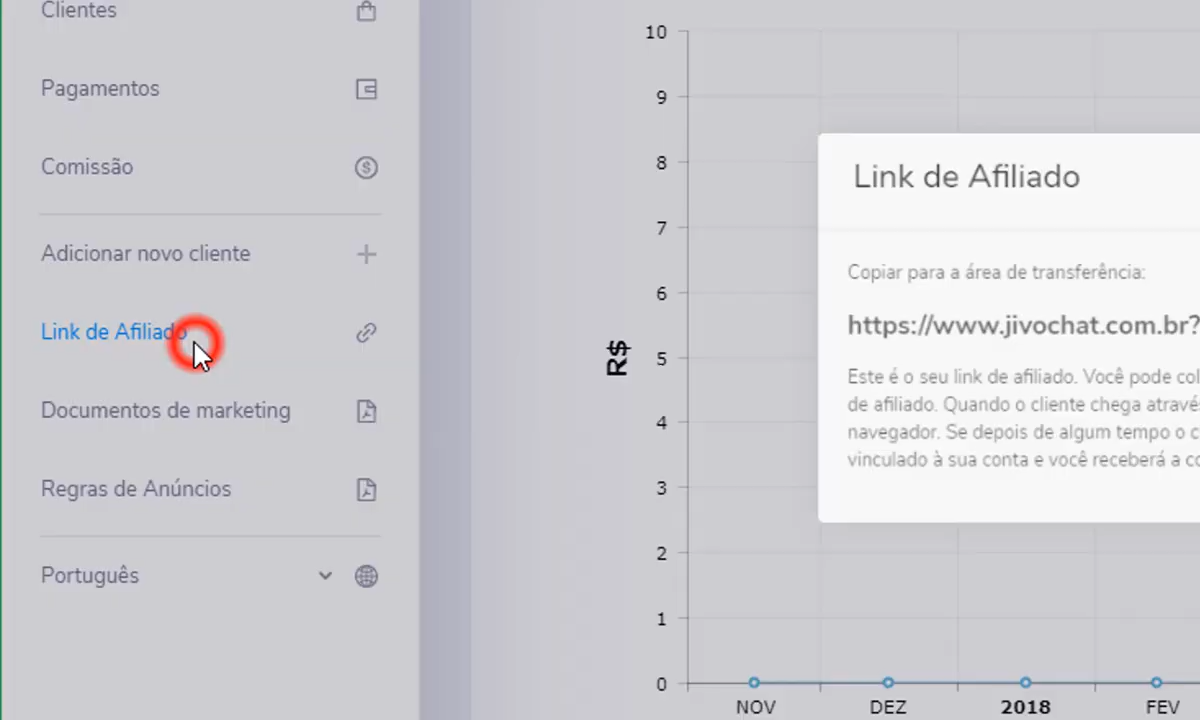 Clientes
Pagamentos
Comissão
Adicionar novo cliente
Link de Afiliado
Documentos de marketing
Regras de Anúncios
Português
10
9
8
7
6
5
4
3
2
1
0
R$
NOV DEZ 2018 FEV
Link de Afiliado
Copiar para a área de transferência:
https://www.jivochat.com.br?
Este é o seu link de afiliado. Você pode
de afiliado. Quando o cliente chega
navegador. Se depois de algum tempo o
vinculado à sua conta e você receberá a